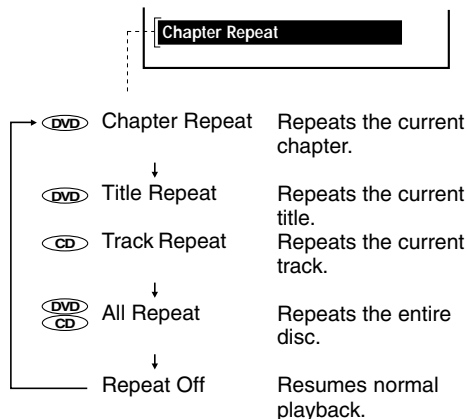 Chapter Repeat
DVD Chapter Repeat Repeats the current
chapter.
DVD Title Repeat Repeats the current
title.
CD Track Repeat Repeats the current
track.
DVD
CD All Repeat Repeats the entire
disc.
Repeat Off Resumes normal
playback.